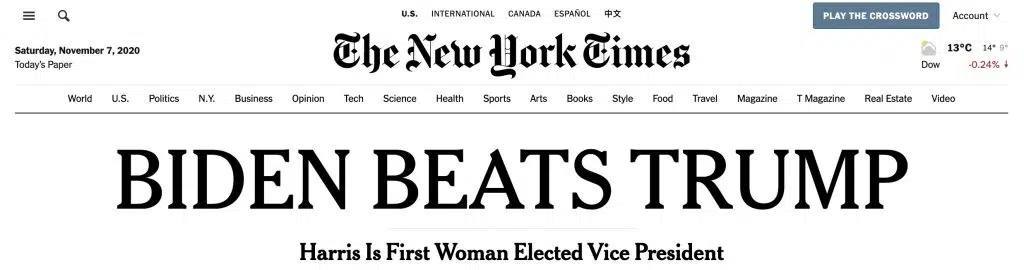 U.S. INTERNATIONAL CANADA ESPAÑOL 中文
PLAY THE CROSSWORD Account
Saturday, November 7, 2020
Today's Paper
The New York Times
13°C 14° 9°
Dow -0.24% ↓
World U.S. Politics N.Y. Business Opinion Tech Science Health Sports Arts Books Style Food Travel Magazine T Magazine Real Estate Video
BIDEN BEATS TRUMP
Harris Is First Woman Elected Vice President